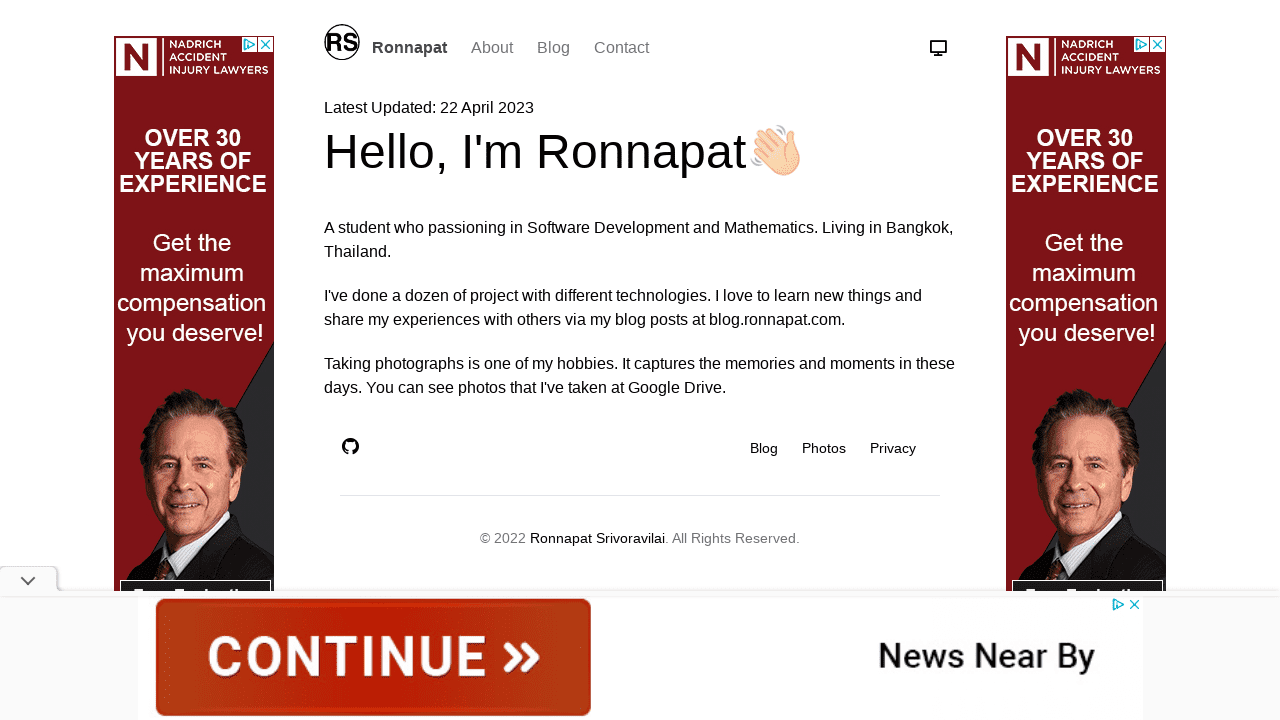 RS Ronnapat About Blog Contact
N NADRICH
ACCIDENT
INJURY LAWYERS
OVER 30
YEARS OF
EXPERIENCE
Get the
maximum
compensation
you deserve!
Latest Updated: 22 April 2023
Hello, I'm Ronnapat
A student who passioning in Software Development and Mathematics. Living in Bangkok,
Thailand.
I've done a dozen of project with different technologies. I love to learn new things and
share my experiences with others via my blog posts at blog.ronnapat.com.
Taking photographs is one of my hobbies. It captures the memories and moments in these
days. You can see photos that I've taken at Google Drive.
Blog Photos Privacy
© 2022 Ronnapat Srivoravilai. All Rights Reserved.
N NADRICH
ACCIDENT
INJURY LAWYERS
OVER 30
YEARS OF
EXPERIENCE
Get the
maximum
compensation
you deserve!
CONTINUE
News Near By